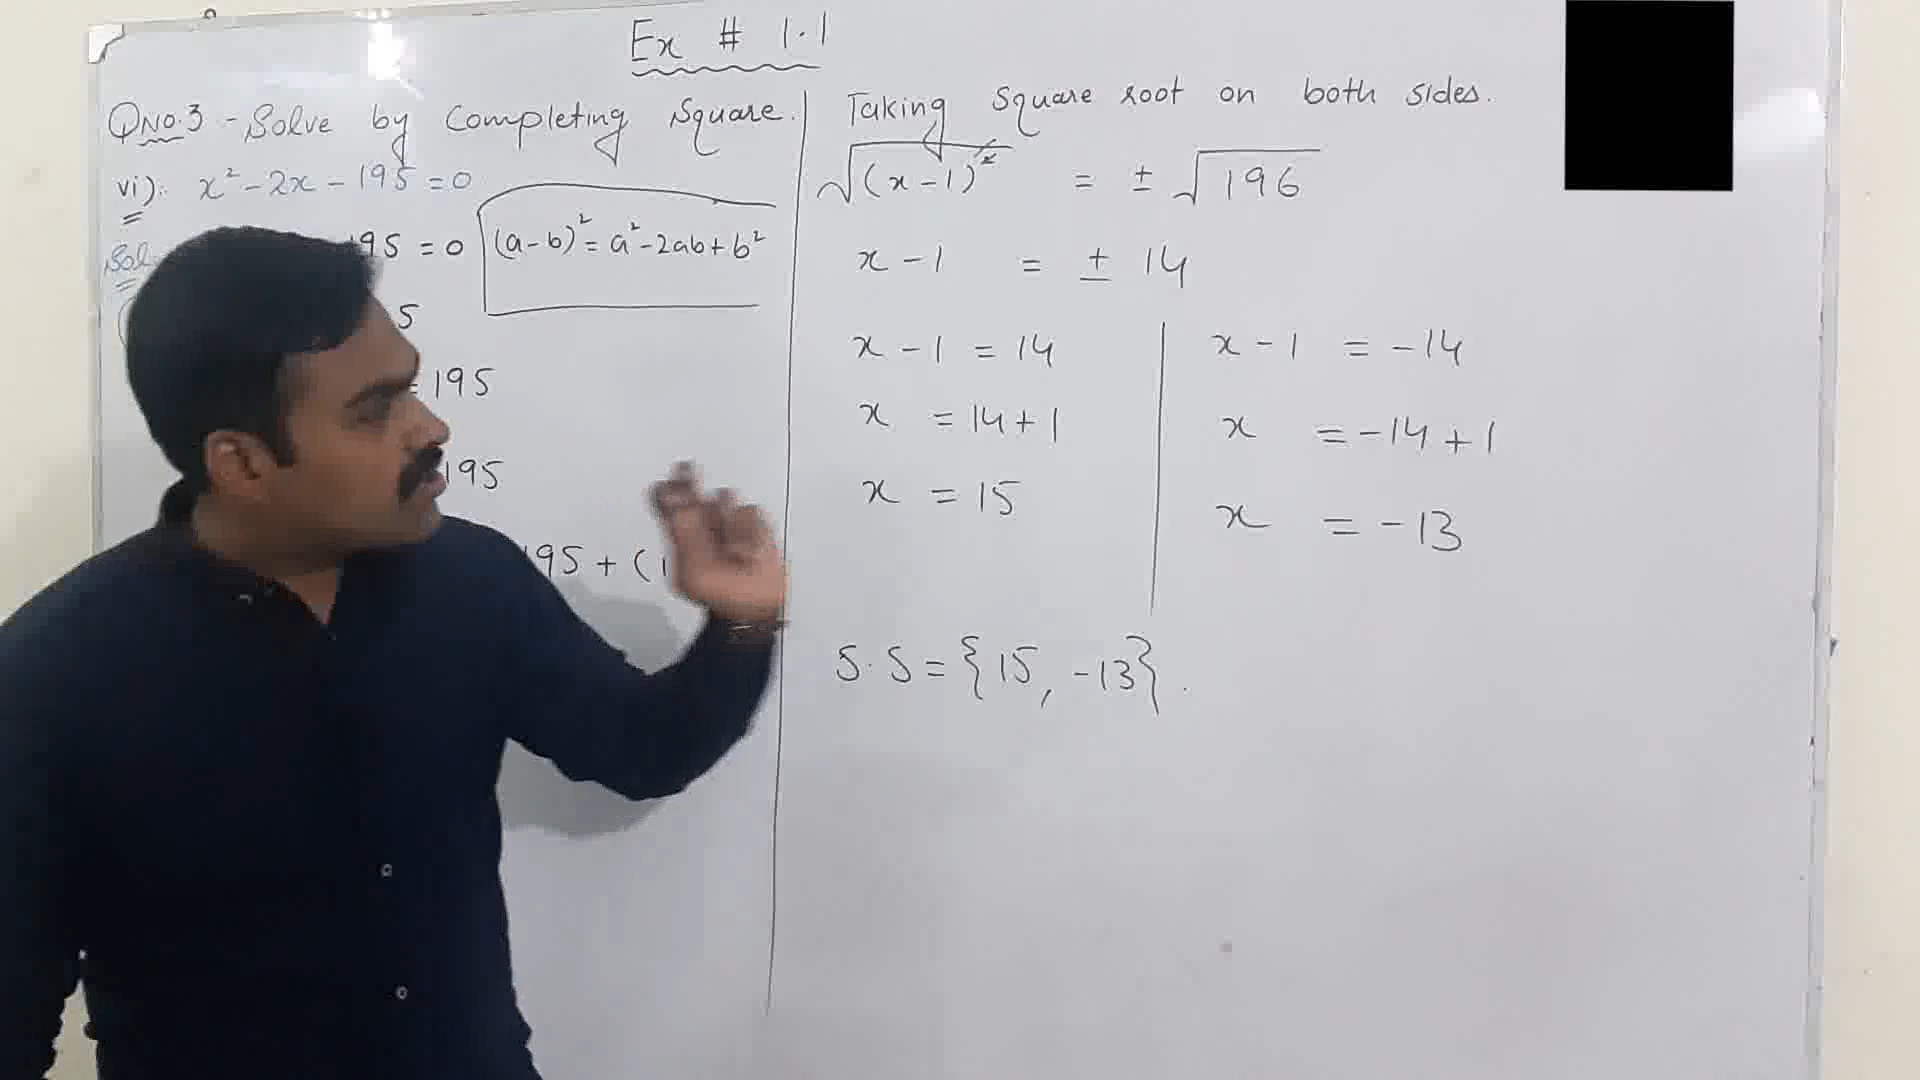 Ex # 1.1
QNO.3 - Solve by Completing Square.
vi):- x² - 2x - 195 = 0
Sol
95 = 0
(a-b)² = a² - 2ab + b²
5
= 195
195
195 + (1
Taking Square root on both sides.
√(x-1)² = ± √196
x - 1 = ± 14
x - 1 = 14
x = 14 + 1
x = 15
x - 1 = -14
x = -14 + 1
x = -13
S.S = {15, -13}.